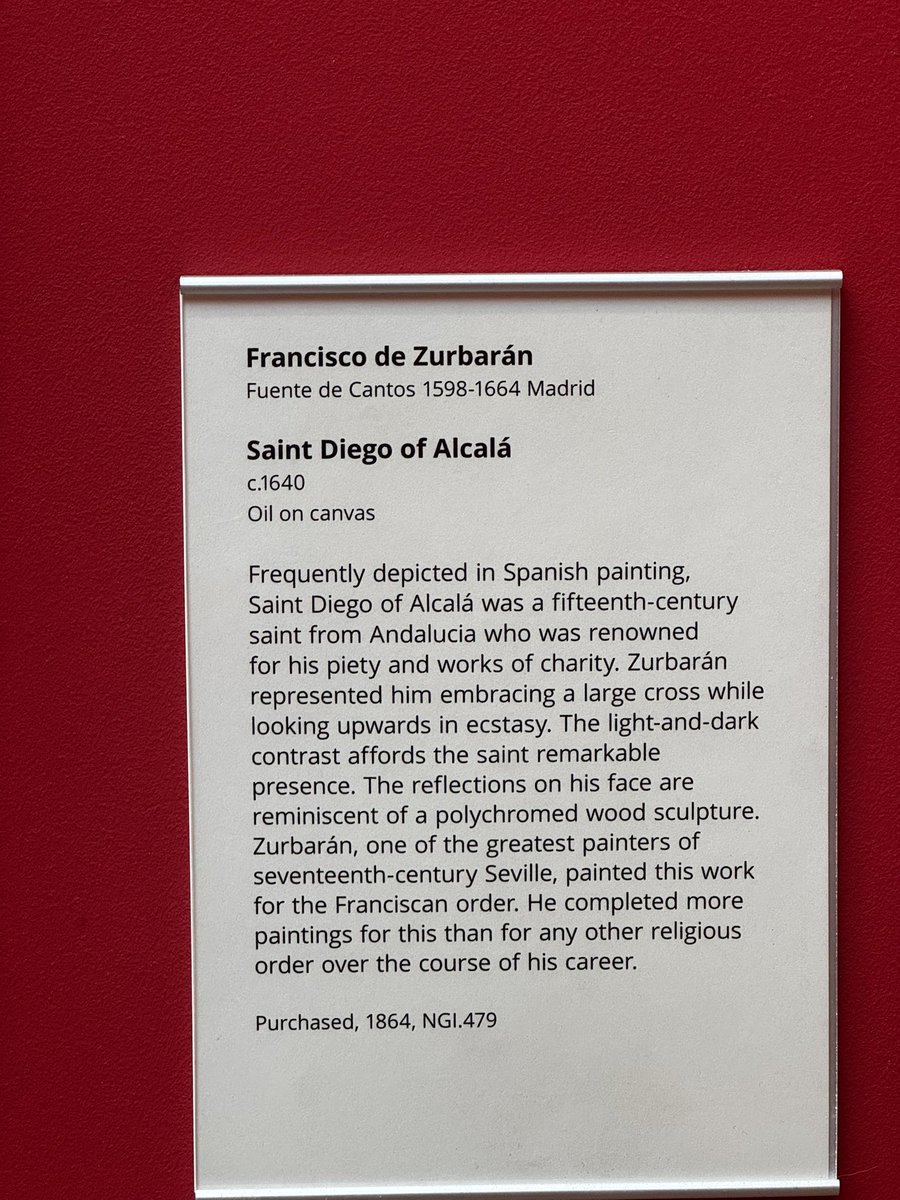 Francisco de Zurbarán
Fuente de Cantos 1598-1664 Madrid
Saint Diego of Alcalá
c.1640
Oil on canvas
Frequently depicted in Spanish painting,
Saint Diego of Alcalá was a fifteenth-century
saint from Andalucia who was renowned
for his piety and works of charity. Zurbarán
represented him embracing a large cross while
looking upwards in ecstasy. The light-and-dark
contrast affords the saint remarkable
presence. The reflections on his face are
reminiscent of a polychromed wood sculpture.
Zurbarán, one of the greatest painters of
seventeenth-century Seville, painted this work
for the Franciscan order. He completed more
paintings for this than for any other religious
order over the course of his career.
Purchased, 1864, NGI.479